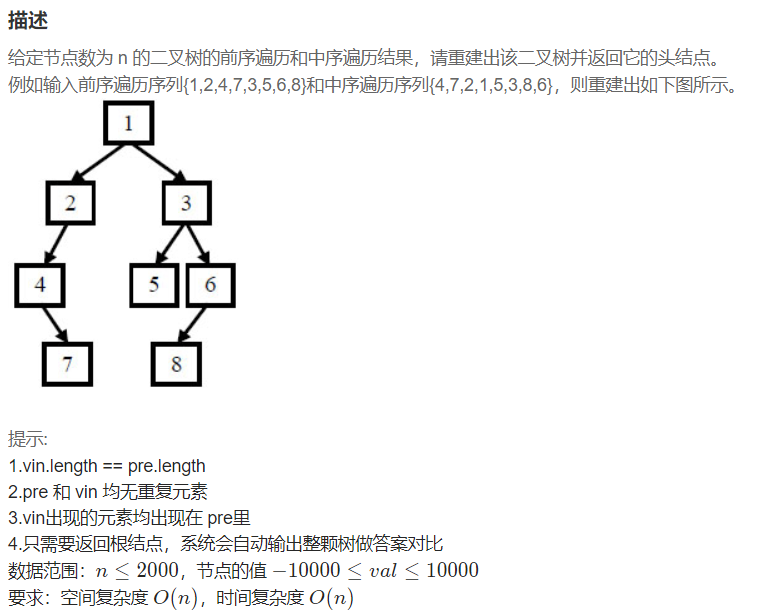 描述
给定节点数为 n 的二叉树的前序遍历和中序遍历结果，请重建出该二叉树并返回它的头结点。
例如输入前序遍历序列{1,2,4,7,3,5,6,8}和中序遍历序列{4,7,2,1,5,3,8,6}，则重建出如下图所示。
1
2 3
4 5 6
7 8
提示:
1.vin.length == pre.length
2.pre 和 vin 均无重复元素
3.vin出现的元素均出现在 pre里
4.只需要返回根结点，系统会自动输出整颗树做答案对比
数据范围：n ≤ 2000，节点的值 −10000 ≤ val ≤ 10000
要求：空间复杂度 O(n)，时间复杂度 O(n)